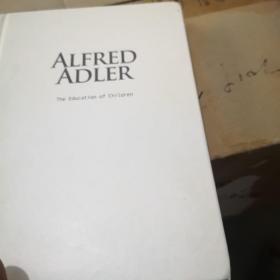 ALFRED
ADLER
The Education of Children